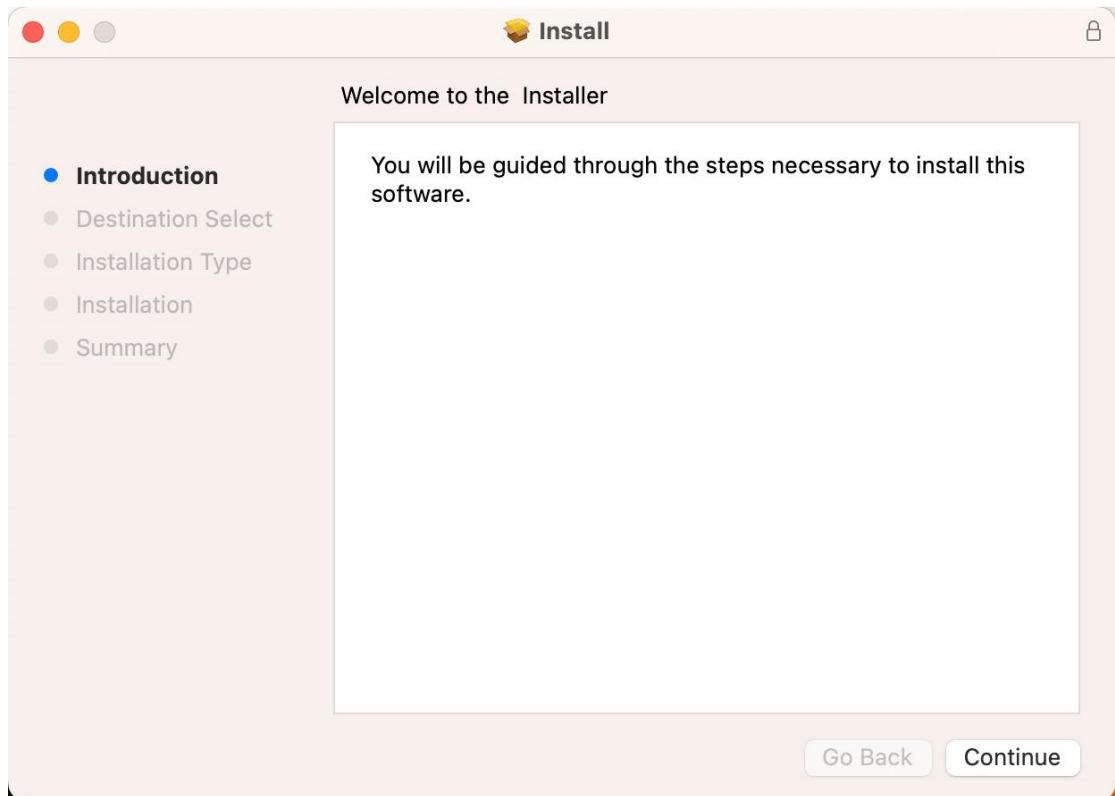 Install
Welcome to the  Installer
Introduction
Destination Select
Installation Type
Installation
Summary
You will be guided through the steps necessary to install this
software.
Go Back
Continue